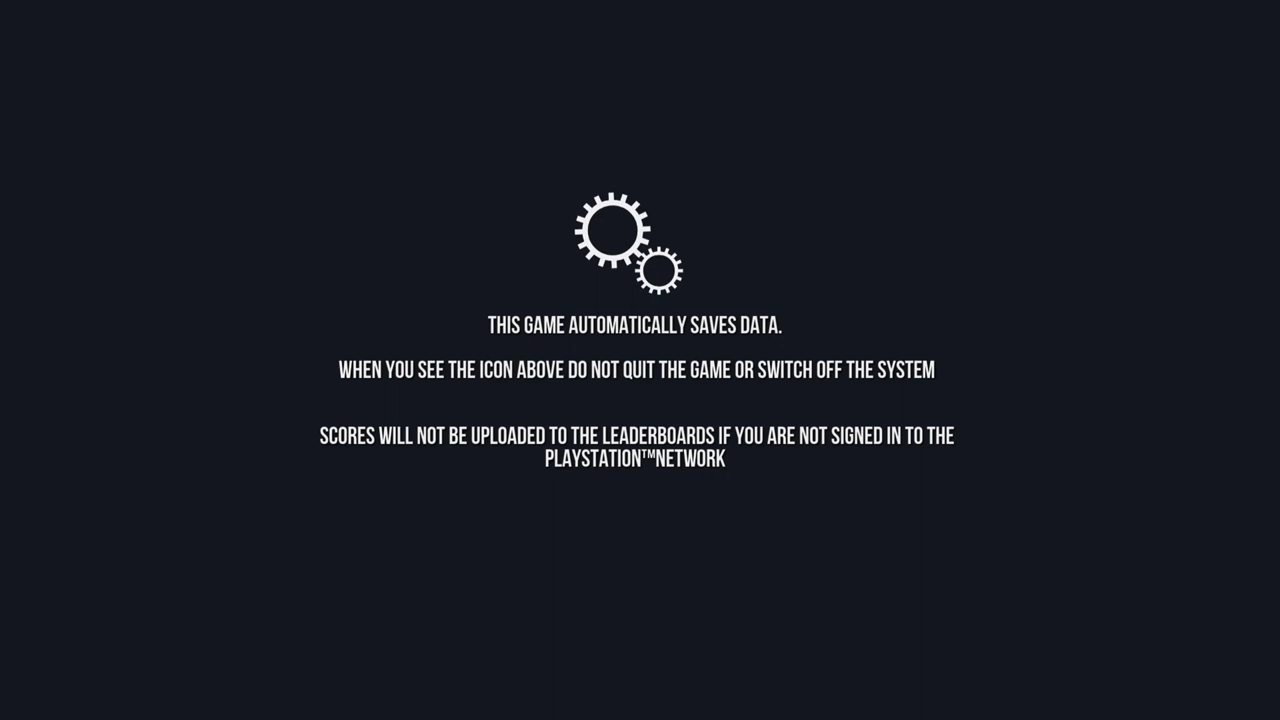 THIS GAME AUTOMATICALLY SAVES DATA.
WHEN YOU SEE THE ICON ABOVE DO NOT QUIT THE GAME OR SWITCH OFF THE SYSTEM
SCORES WILL NOT BE UPLOADED TO THE LEADERBOARDS IF YOU ARE NOT SIGNED IN TO THE
PLAYSTATION™NETWORK